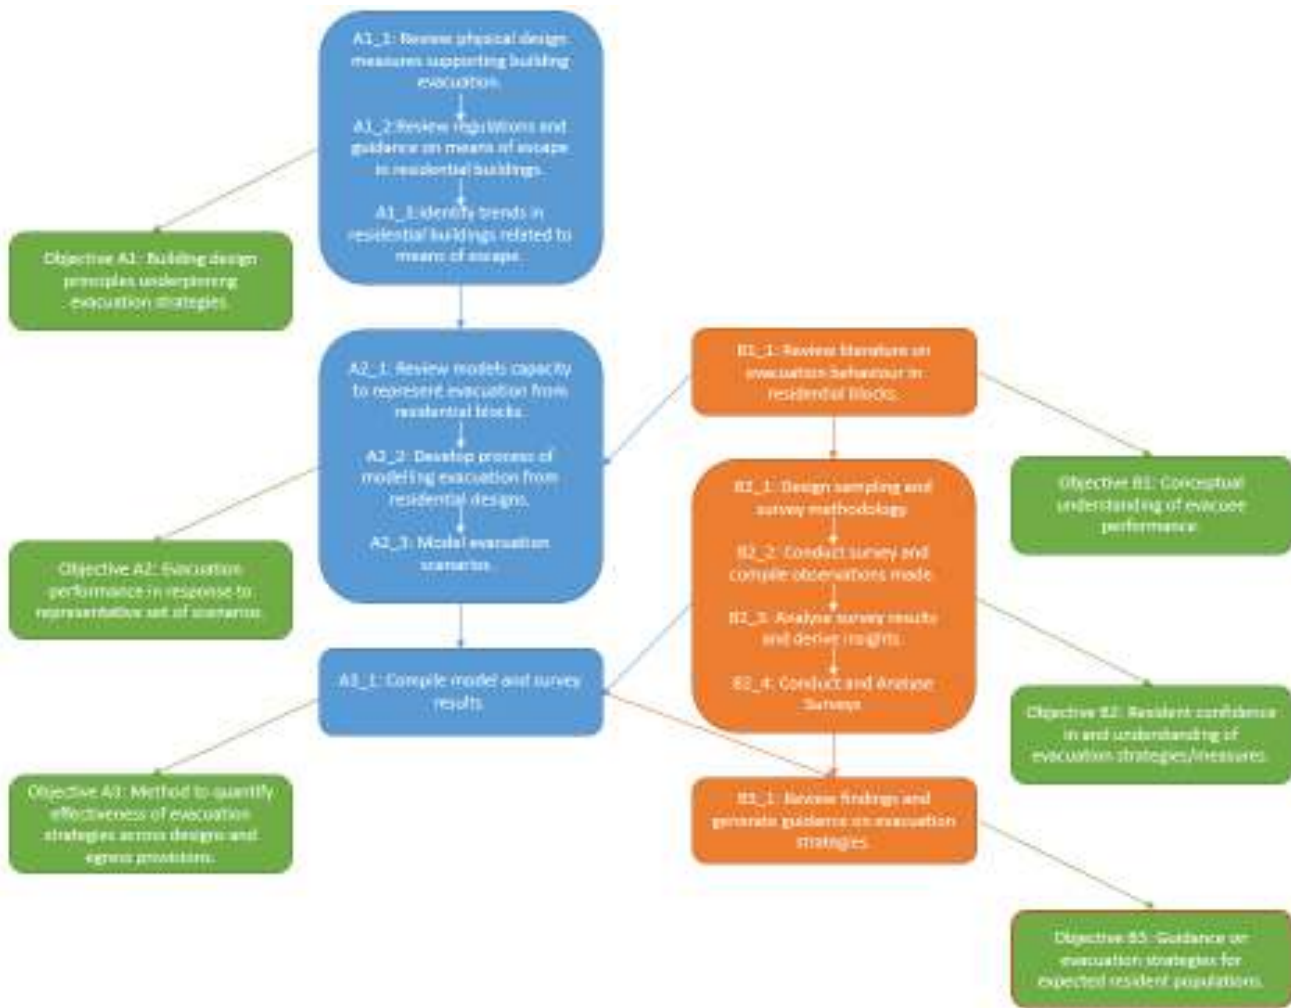 A1_1: Review physical design
measures supporting building
evacuation.
A1_2:Review regulations and
guidance on means of escape
in residential buildings.
A1_3:Identify trends in
residential buildings related to
means of escape.
Objective A1: Building design
principles underpinning
evacuation strategies.
A2_1: Review models capacity
to represent evacuation from
residential blocks.
A2_2: Develop process of
modelling evacuation from
residential designs.
A2_3: Model evacuation
scenarios.
B1_1: Review literature on
evacuation behaviour in
residential blocks.
B2_1: Design sampling and
survey methodology
B2_2: Conduct survey and
compile observations made.
B2_3: Analyse survey results
and derive insights.
B2_4: Conduct and Analyse
Surveys
Objective B1: Conceptual
understanding of evacuee
performance
Objective A2: Evacuation
performance in response to
representative set of scenarios.
A3_1: Compile model and survey
results
Objective B2: Resident confidence
in and understanding of
evacuation strategies/measures.
Objective A3: Method to quantify
effectiveness of evacuation
strategies across designs and
egress provisions.
B3_1: Review findings and
generate guidance on evacuation
strategies.
Objective B3: Guidance on
evacuation strategies for
expected resident populations.